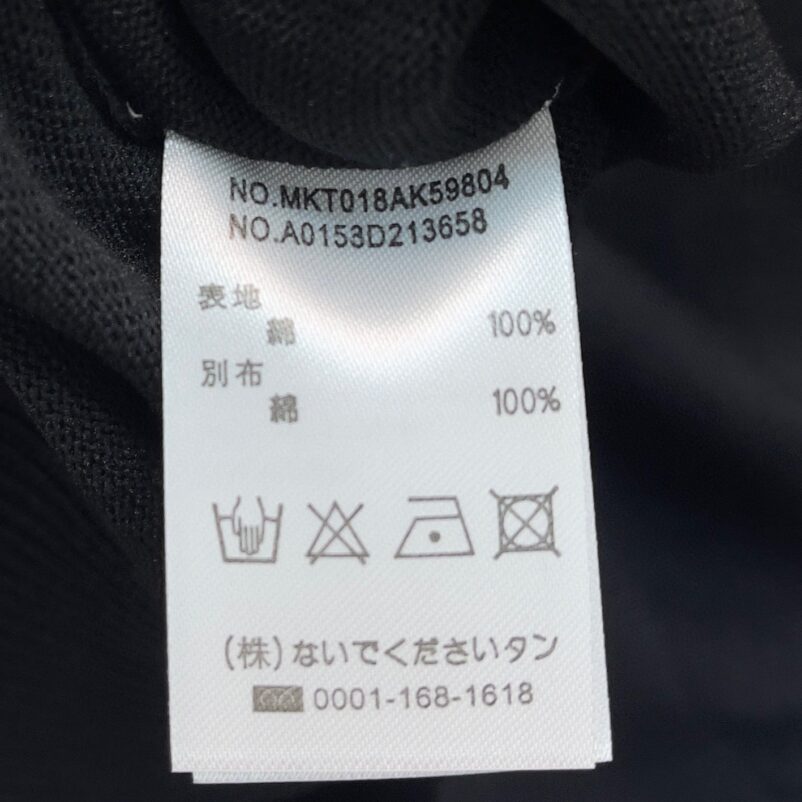 NO.MKT018AK59804
NO.A0153D213658
表地
綿 100%
別布
綿 100%
(株)ないでくださいタン
0001-168-1618